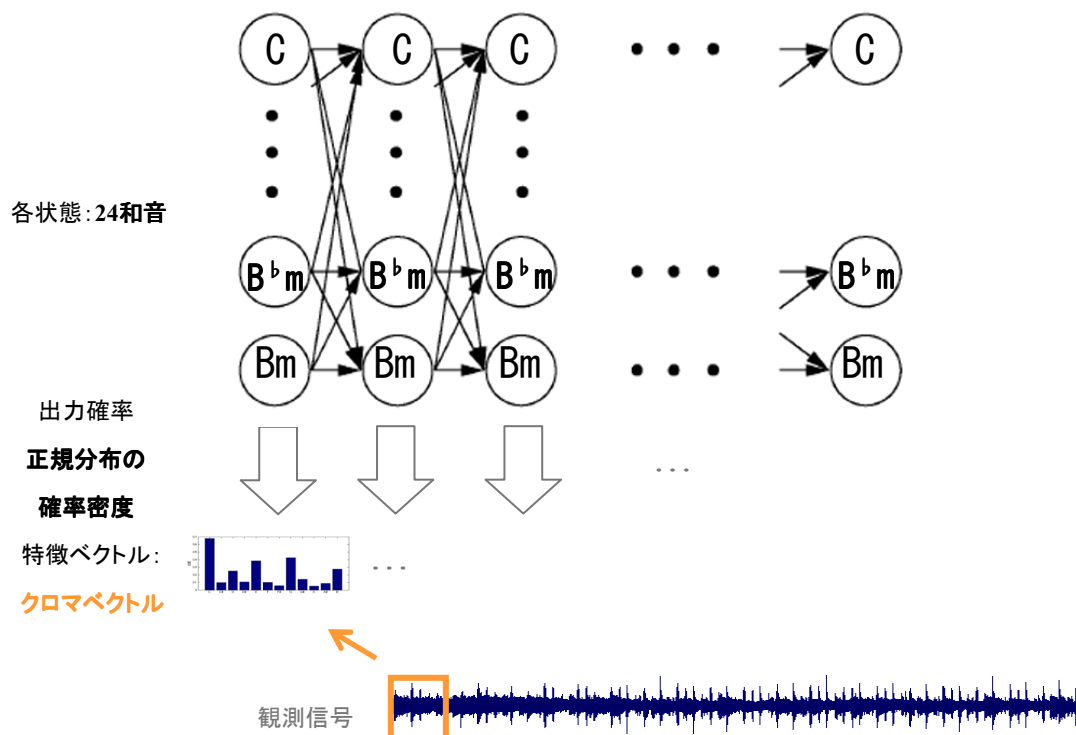 C C C • • • C
各状態：24和音
B♭m B♭m B♭m • • • B♭m
Bm Bm Bm • • • Bm
出力確率
正規分布の
確率密度
...
特徴ベクトル：
...
クロマベクトル
観測信号